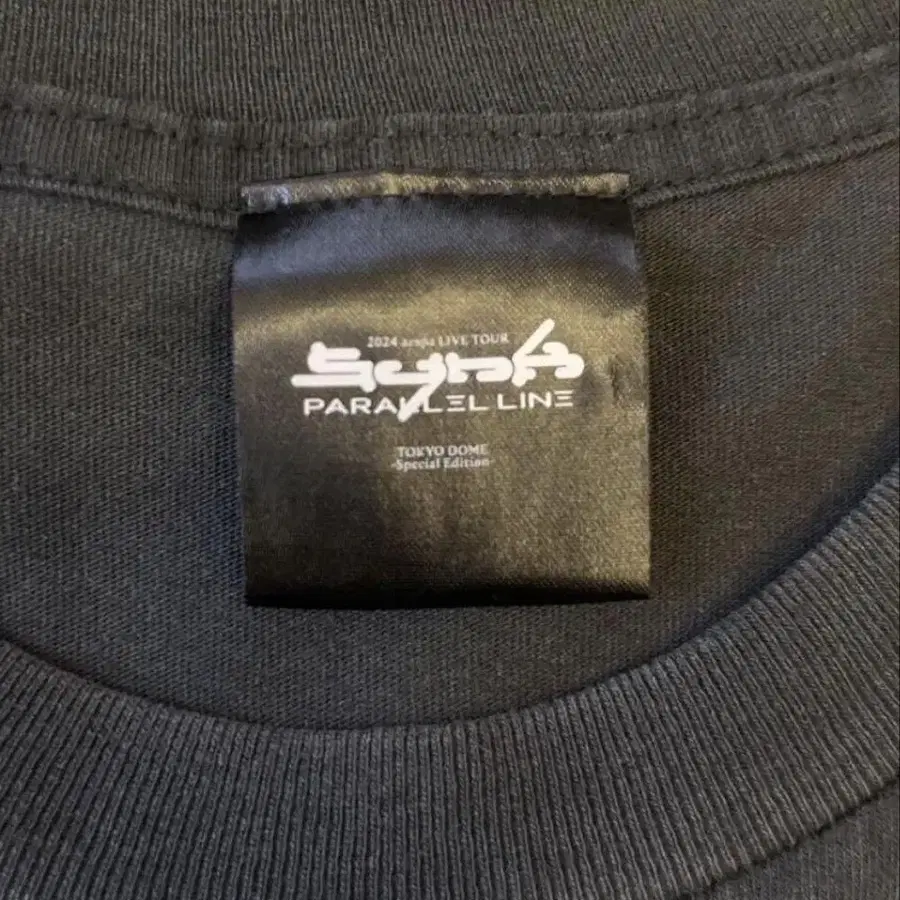 2024 aespa LIVE TOUR
SYNK
PARALLEL LINE
TOKYO DOME
-Special Edition-